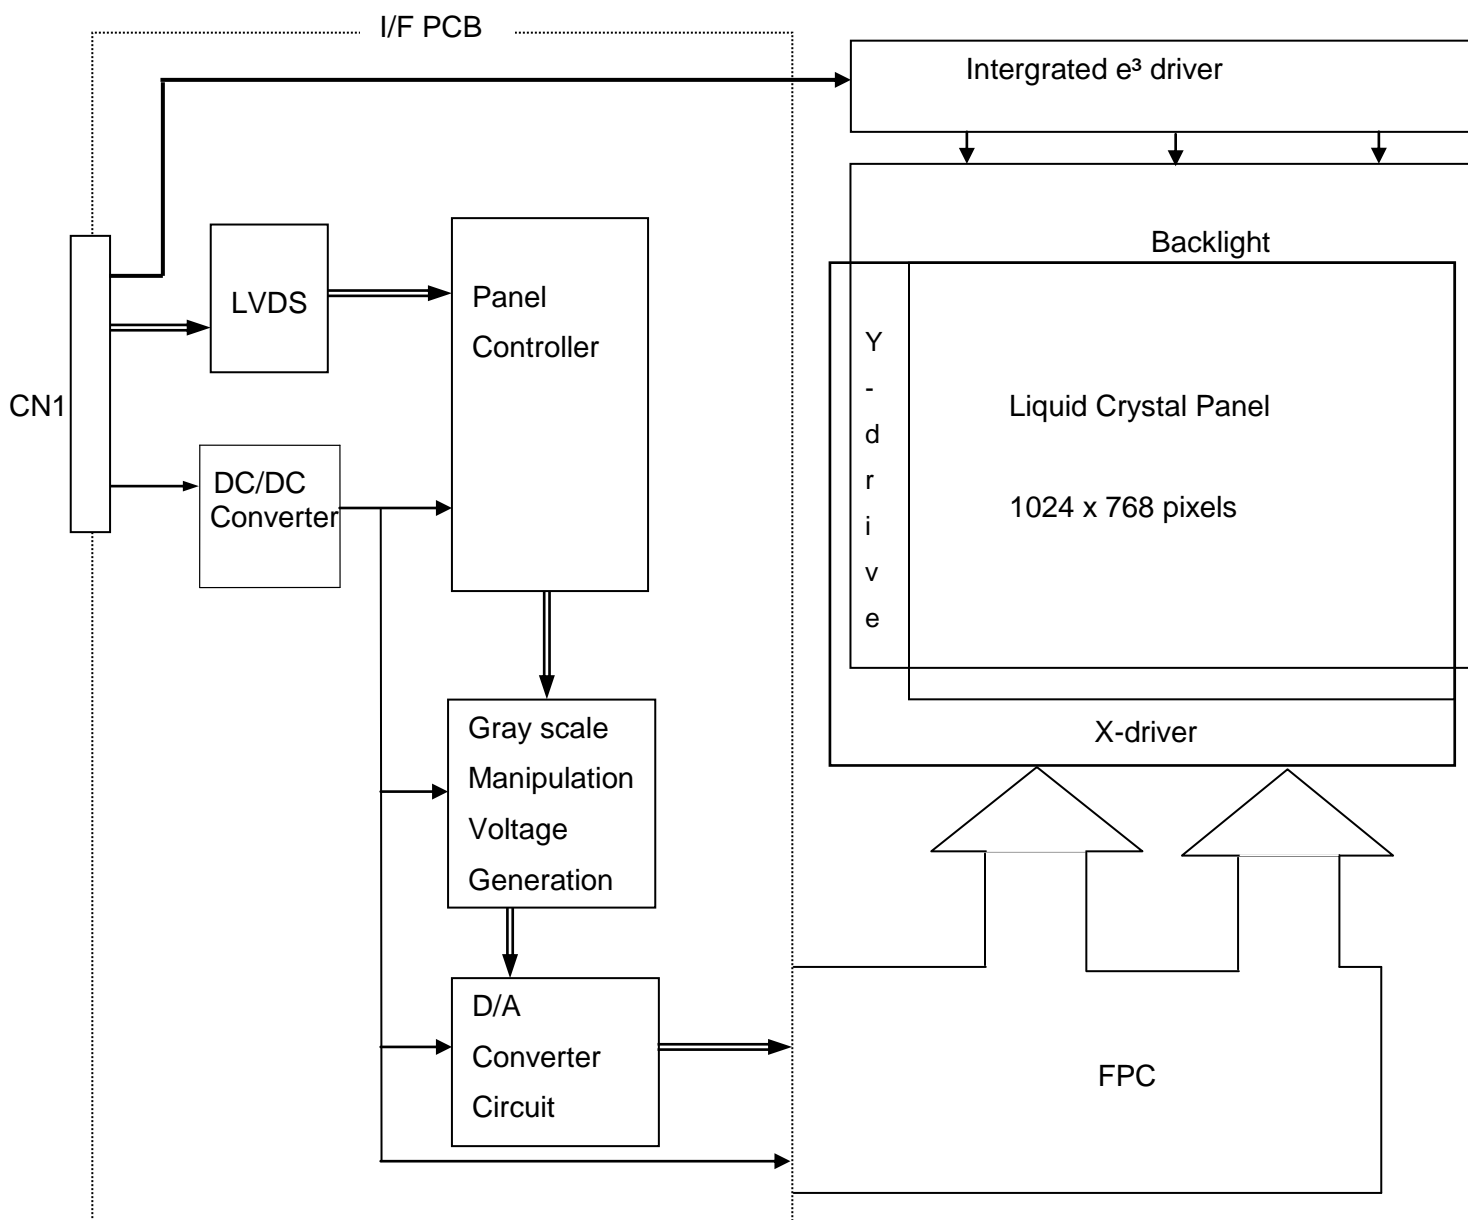 I/F PCB
Intergrated e³ driver
Backlight
LVDS
Panel
Controller
CN1
DC/DC
Converter
Y
-
d
r
i
v
e
Liquid Crystal Panel
1024 x 768 pixels
Gray scale
Manipulation
Voltage
Generation
X-driver
D/A
Converter
Circuit
FPC